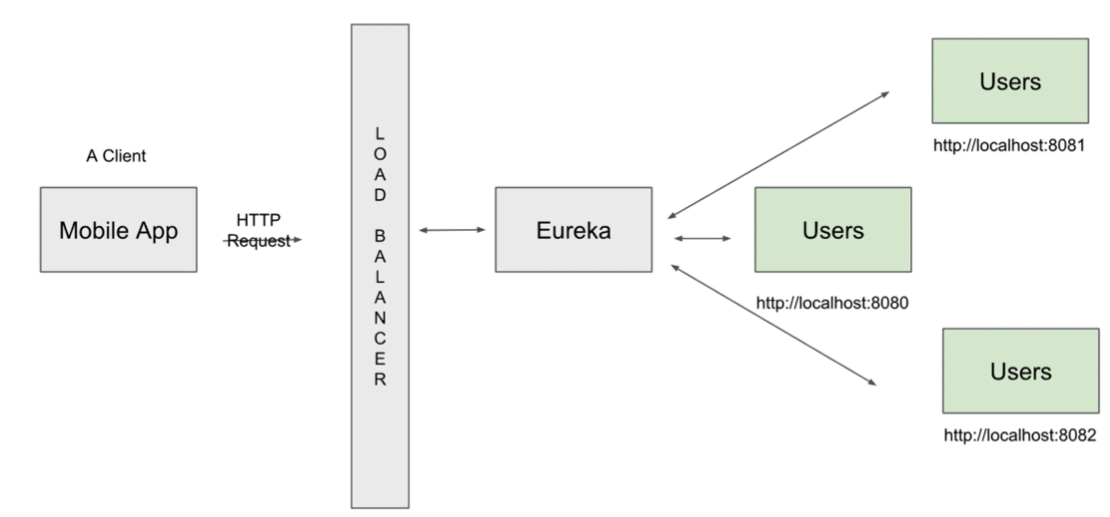 A Client
Mobile App
HTTP
Request
L
O
A
D
B
A
L
A
N
C
E
R
Eureka
Users
http://localhost:8081
Users
http://localhost:8080
Users
http://localhost:8082